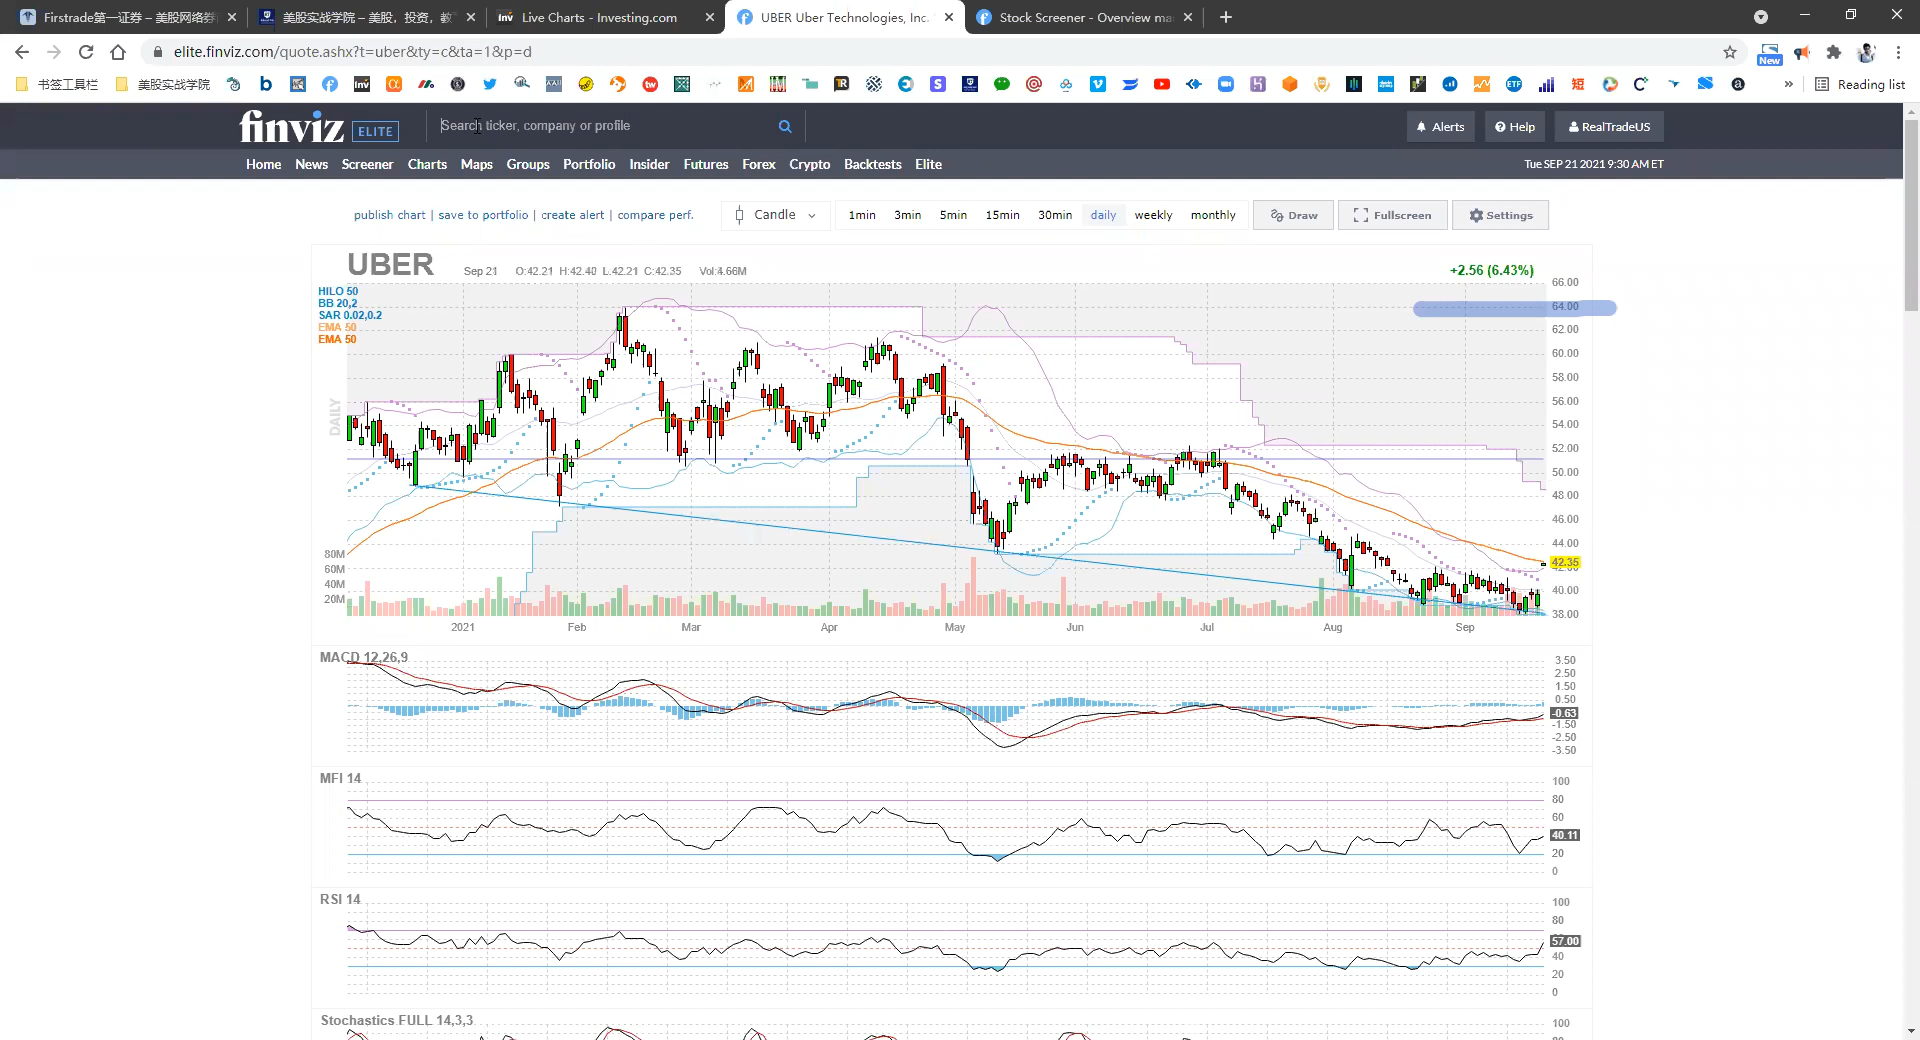 Firstrade第一证券 – 美股网络券
美股实战学院 – 美股，投资，教
Live Charts - Investing.com
UBER Uber Technologies, Inc.
Stock Screener - Overview ma
elite.finviz.com/quote.ashx?t=uber&ty=c&ta=1&p=d
New
书签工具栏
美股实战学院
Reading list
finviz ELITE
Search ticker, company or profile
Alerts
Help
RealTradeUS
Home News Screener Charts Maps Groups Portfolio Insider Futures Forex Crypto Backtests Elite
Tue SEP 21 2021 9:30 AM ET
publish chart | save to portfolio | create alert | compare perf.
Candle
1min 3min 5min 15min 30min daily weekly monthly
Draw
Fullscreen
Settings
UBER
Sep 21 O:42.21 H:42.40 L:42.21 C:42.35 Vol:4.66M
+2.56 (6.43%)
HILO 50
BB 20,2
SAR 0.02,0.2
EMA 50
EMA 50
DAILY
66.00
64.00
62.00
60.00
58.00
56.00
54.00
52.00
50.00
48.00
46.00
44.00
42.35
42.00
40.00
38.00
80M
60M
40M
20M
2021 Feb Mar Apr May Jun Jul Aug Sep
MACD 12,26,9
3.50
2.50
1.50
0.50
-0.63
-1.50
-2.50
-3.50
MFI 14
100
80
60
40.11
20
0
RSI 14
100
80
57.00
40
20
0
Stochastics FULL 14,3,3
100